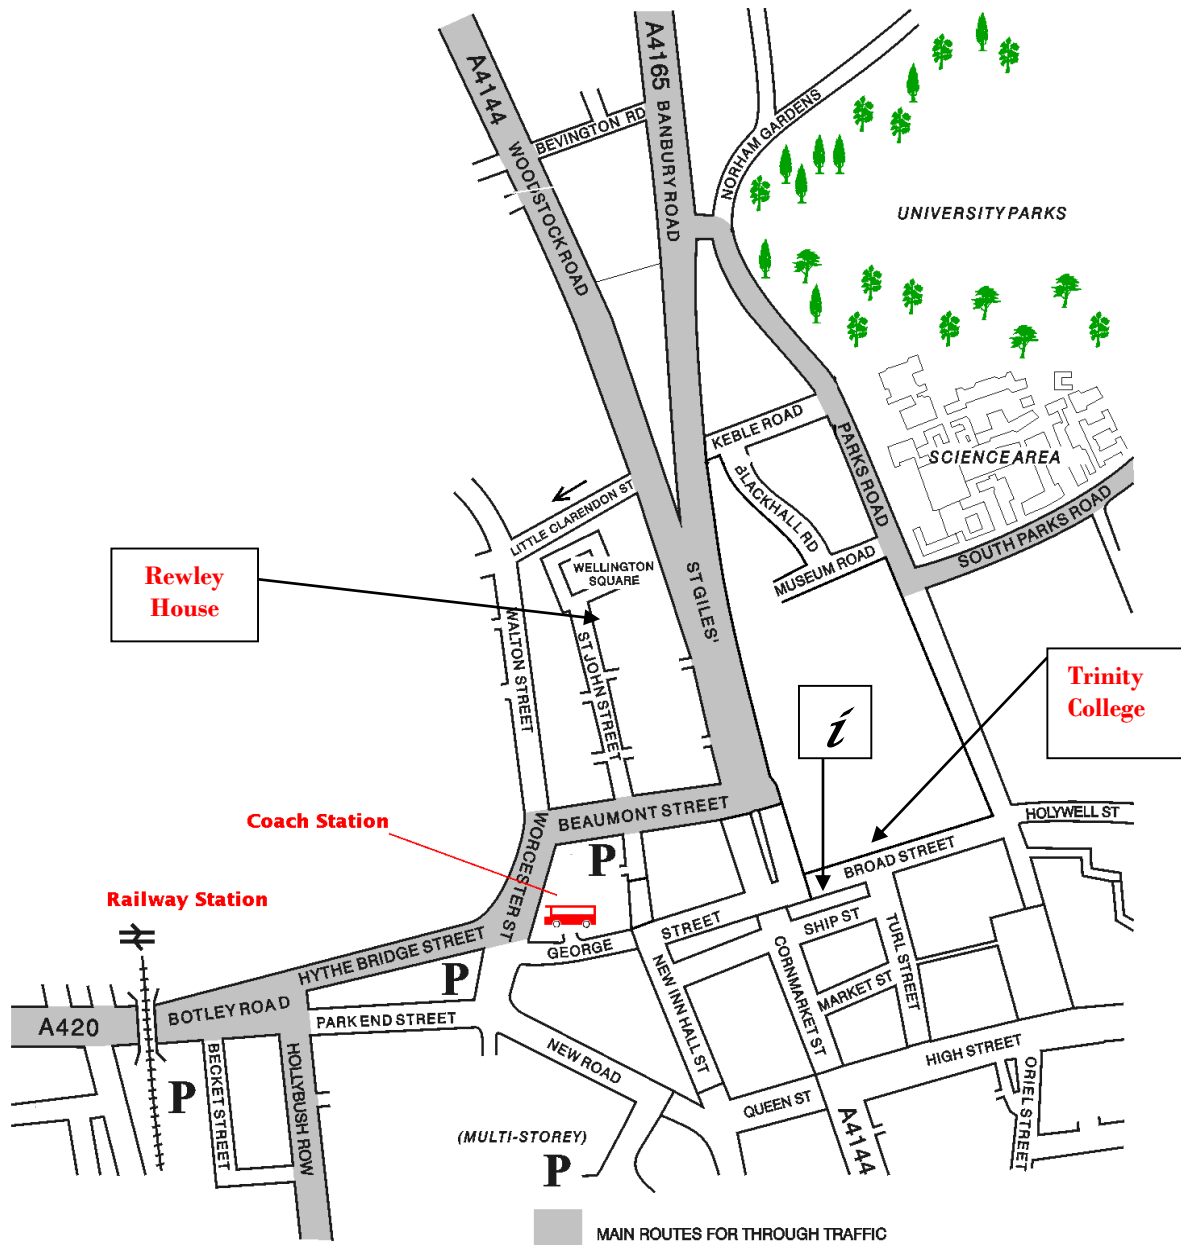 A4144
WOODSTOCK ROAD
A4165
BANBURY ROAD
BEVINGTON RD
NORHAM GARDENS
UNIVERSITY PARKS
KEBLE ROAD
PARKS ROAD
SCIENCE AREA
BLACKHALL RD
LITTLE CLARENDON ST
SOUTH PARKS ROAD
MUSEUM ROAD
WELLINGTON
SQUARE
Rewley
House
ST GILES'
WALTON STREET
ST JOHN STREET
Trinity
College
i
BEAUMONT STREET
HOLYWELL ST
Coach Station
WORCESTER ST
P
BROAD STREET
Railway Station
STREET
SHIP ST
GEORGE
HYTHE BRIDGE STREET
P
NEW INN HALL ST
CORNMARKET ST
TURL STREET
MARKET ST
A420
BOTLEY ROAD
PARK END STREET
NEW ROAD
HIGH STREET
BECKET STREET
HOLLYBUSH ROW
P
QUEEN ST
ORIEL STREET
A4144
(MULTI-STOREY)
P
MAIN ROUTES FOR THROUGH TRAFFIC